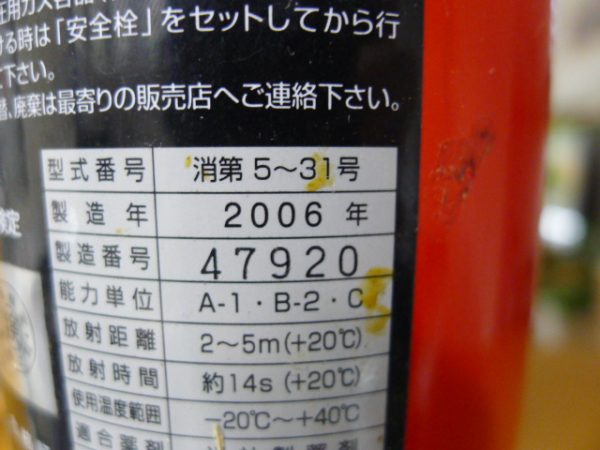 ける時は「安全栓」をセットしてから行
て下さい。
廃棄は最寄りの販売店へご連絡下さい。
型式番号 消第5〜31号
製造年 2006年
製造番号 47920
能力単位 A-1・B-2・C
放射距離 2〜5m(+20℃)
放射時間 約14s(+20℃)
使用温度範囲 -20℃〜+40℃
適合薬剤